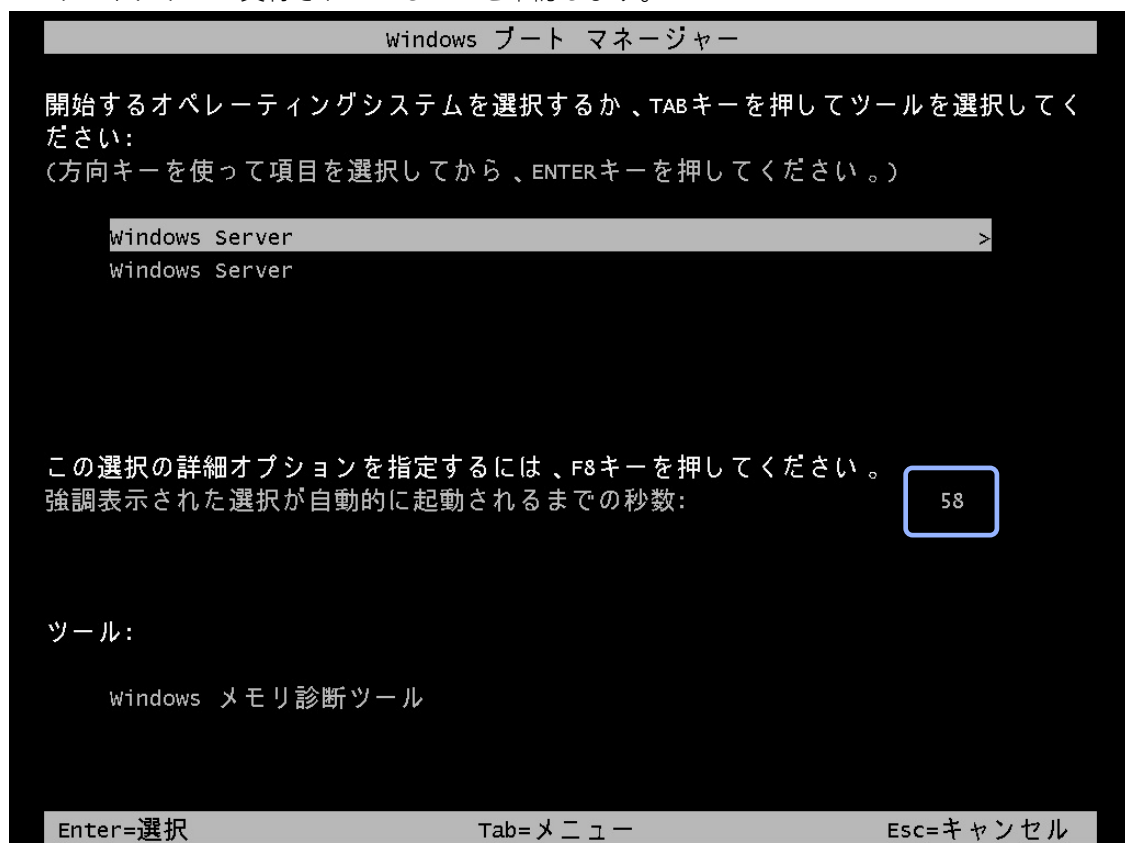 Windows ブート マネージャー
開始するオペレーティングシステムを選択するか、TABキーを押してツールを選択してく
ださい:
(方向キーを使って項目を選択してから、ENTERキーを押してください。)
Windows Server >
Windows Server
この選択の詳細オプションを指定するには、F8キーを押してください。
強調表示された選択が自動的に起動されるまでの秒数: 58
ツール:
Windows メモリ診断ツール
Enter=選択 Tab=メニュー Esc=キャンセル